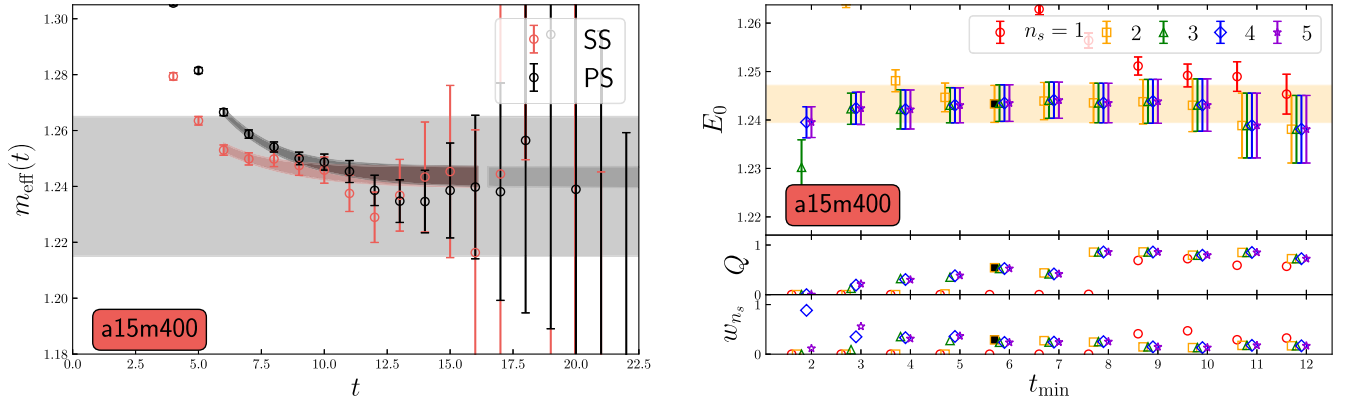 1.30
1.28
1.26
1.24
1.22
1.20
1.18
m_eff(t)
SS
PS
a15m400
0.0 2.5 5.0 7.5 10.0 12.5 15.0 17.5 20.0 22.5
t
1.26
1.25
1.24
1.23
1.22
E_0
n_s = 1 2 3 4 5
a15m400
1
0
Q
1
0
w_{n_s}
2 3 4 5 6 7 8 9 10 11 12
t_min